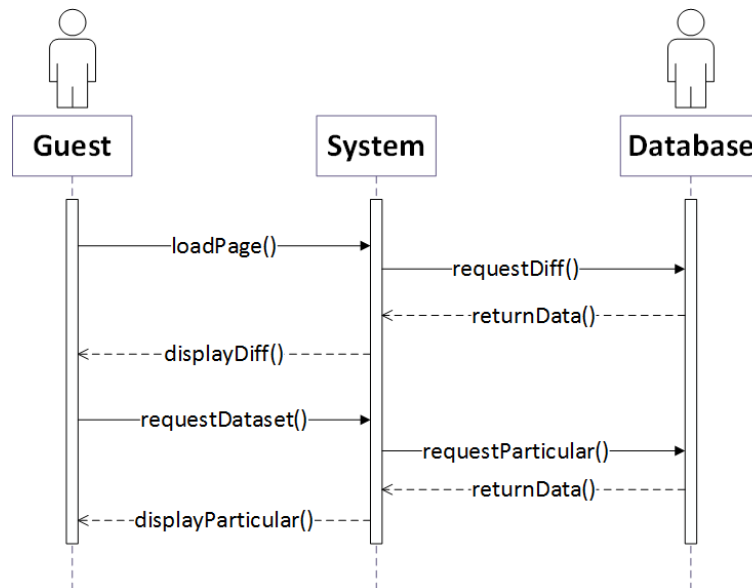 Guest
System
Database
loadPage()
requestDiff()
returnData()
displayDiff()
requestDataset()
requestParticular()
returnData()
displayParticular()